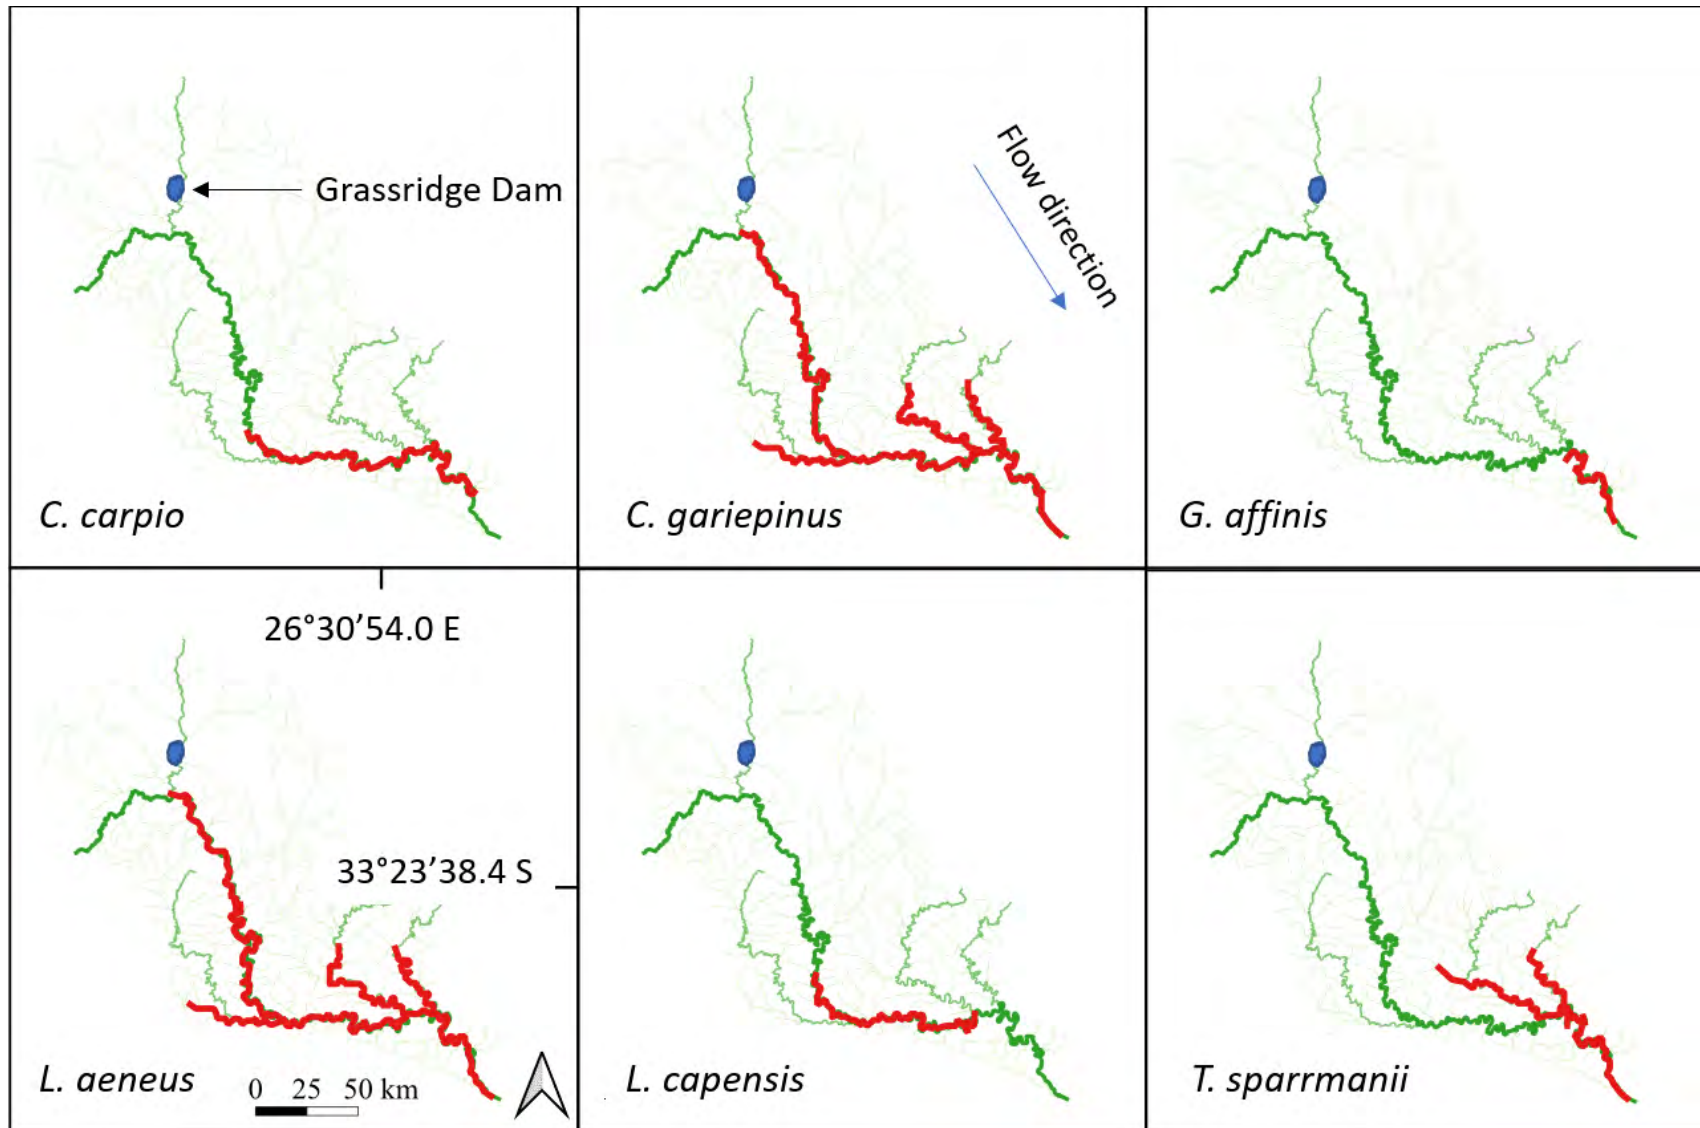 Grassridge Dam
Flow direction
C. carpio
C. gariepinus
G. affinis
26°30’54.0 E
33°23’38.4 S
L. aeneus
0 25 50 km
L. capensis
T. sparrmanii